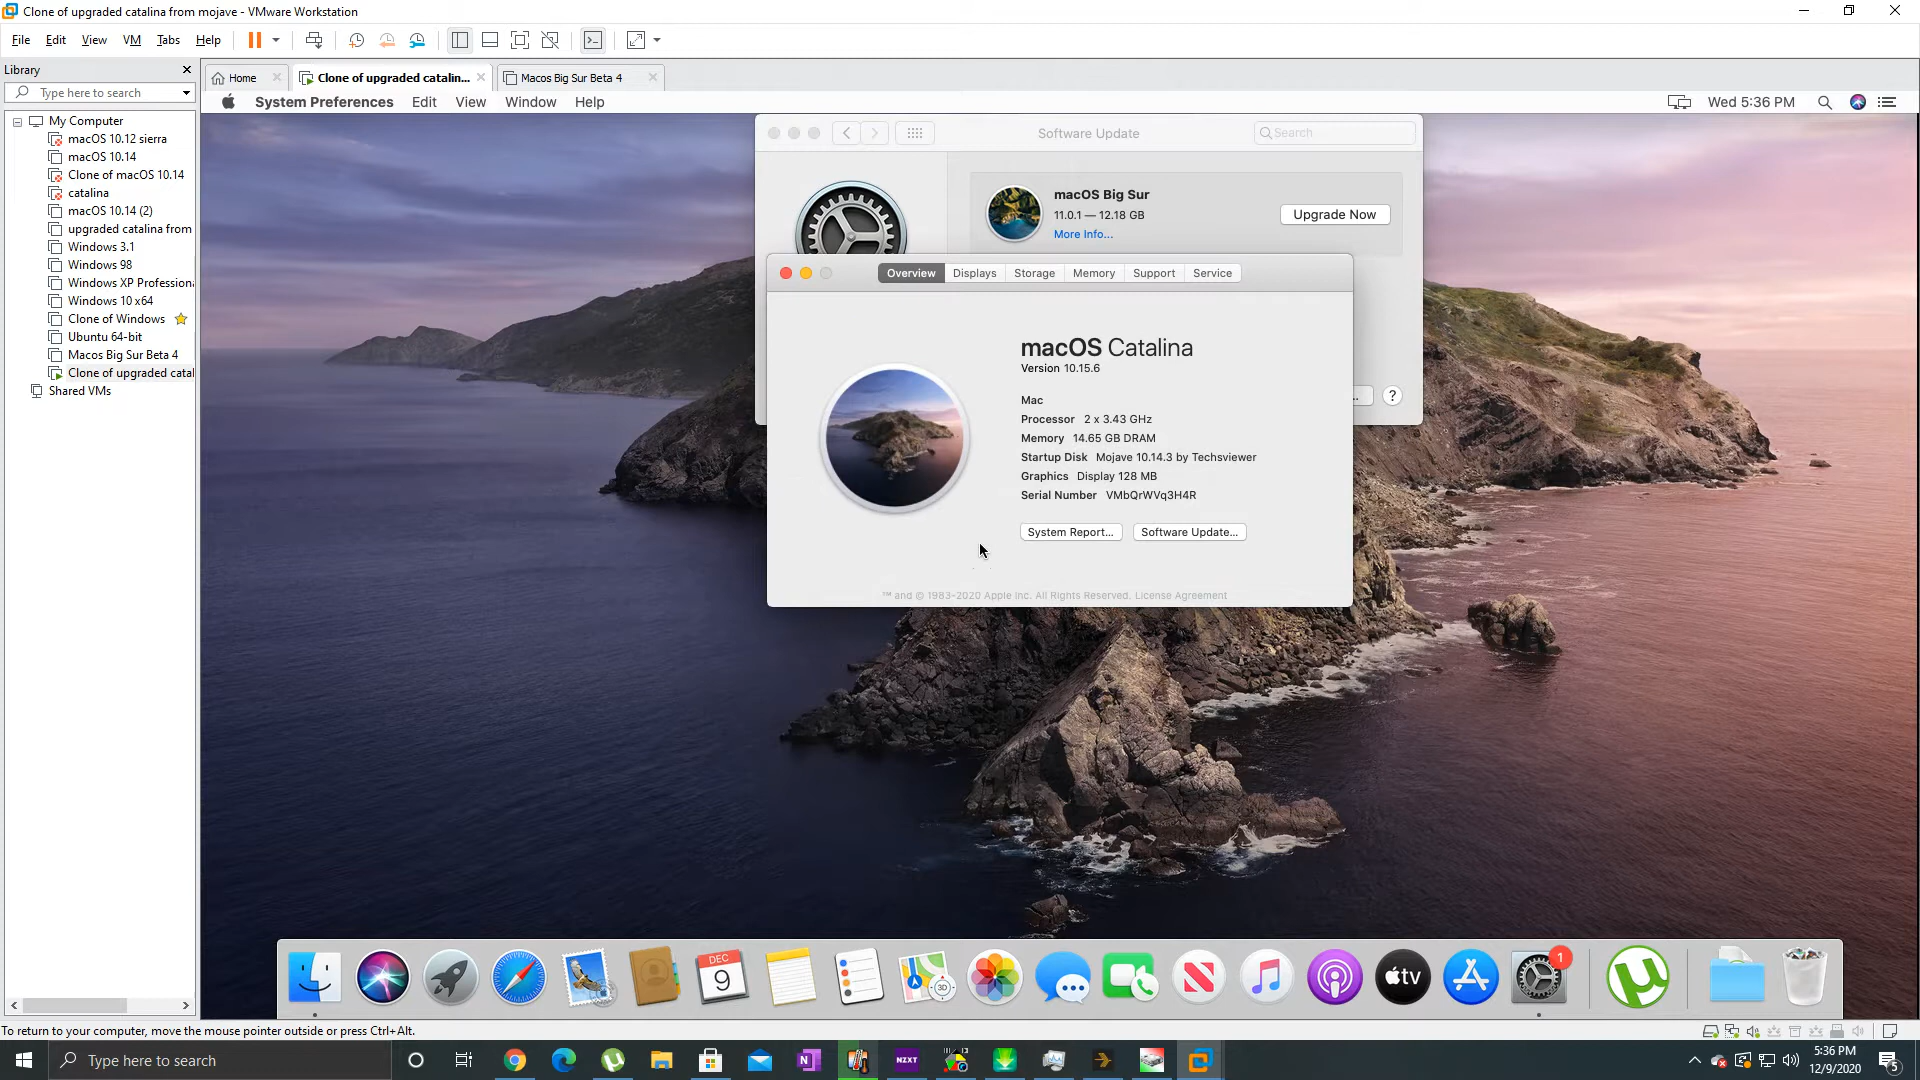 Clone of upgraded catalina from mojave - VMware Workstation
File Edit View VM Tabs Help
Library
Type here to search
My Computer
macOS 10.12 sierra
macOS 10.14
Clone of macOS 10.14
catalina
macOS 10.14 (2)
upgraded catalina from
Windows 3.1
Windows 98
Windows XP Professiona
Windows 10 x64
Clone of Windows
Ubuntu 64-bit
Macos Big Sur Beta 4
Clone of upgraded catal
Shared VMs
Home
Clone of upgraded catalin...
Macos Big Sur Beta 4
System Preferences Edit View Window Help
Wed 5:36 PM
Software Update
Search
macOS Big Sur
11.0.1 — 12.18 GB
More Info...
Upgrade Now
...
?
Overview Displays Storage Memory Support Service
macOS Catalina
Version 10.15.6
Mac
Processor 2 x 3.43 GHz
Memory 14.65 GB DRAM
Startup Disk Mojave 10.14.3 by Techsviewer
Graphics Display 128 MB
Serial Number VMbQrWVq3H4R
System Report...
Software Update...
™ and © 1983-2020 Apple Inc. All Rights Reserved. License Agreement
DEC
9
3D
tv
1
To return to your computer, move the mouse pointer outside or press Ctrl+Alt.
Type here to search
NZXT
5:36 PM
12/9/2020
5